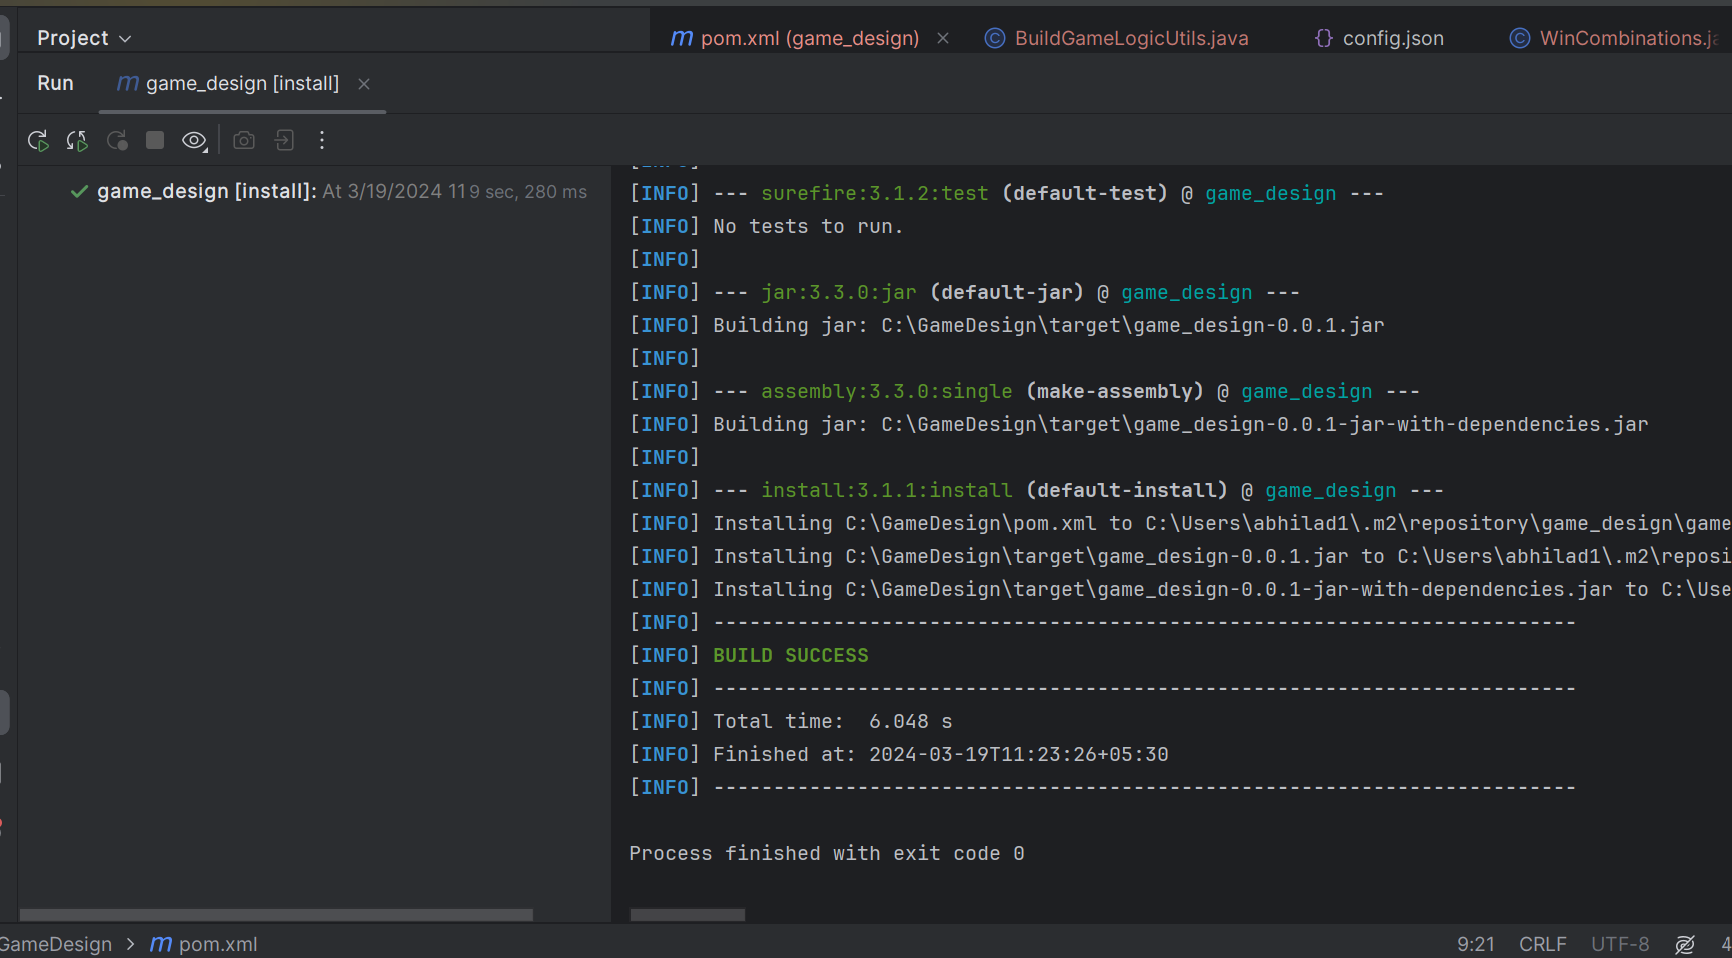 Project
pom.xml (game_design)
BuildGameLogicUtils.java
{} config.json
WinCombinations.ja
Run
game_design [install]
game_design [install]: At 3/19/2024 11 9 sec, 280 ms
[INFO]
[INFO] --- surefire:3.1.2:test (default-test) @ game_design ---
[INFO] No tests to run.
[INFO]
[INFO] --- jar:3.3.0:jar (default-jar) @ game_design ---
[INFO] Building jar: C:\GameDesign\target\game_design-0.0.1.jar
[INFO]
[INFO] --- assembly:3.3.0:single (make-assembly) @ game_design ---
[INFO] Building jar: C:\GameDesign\target\game_design-0.0.1-jar-with-dependencies.jar
[INFO]
[INFO] --- install:3.1.1:install (default-install) @ game_design ---
[INFO] Installing C:\GameDesign\pom.xml to C:\Users\abhilad1\.m2\repository\game_design\game
[INFO] Installing C:\GameDesign\target\game_design-0.0.1.jar to C:\Users\abhilad1\.m2\reposi
[INFO] Installing C:\GameDesign\target\game_design-0.0.1-jar-with-dependencies.jar to C:\Use
[INFO] ------------------------------------------------------------------------
[INFO] BUILD SUCCESS
[INFO] ------------------------------------------------------------------------
[INFO] Total time:  6.048 s
[INFO] Finished at: 2024-03-19T11:23:26+05:30
[INFO] ------------------------------------------------------------------------
Process finished with exit code 0
GameDesign > m pom.xml
9:21 CRLF UTF-8 4